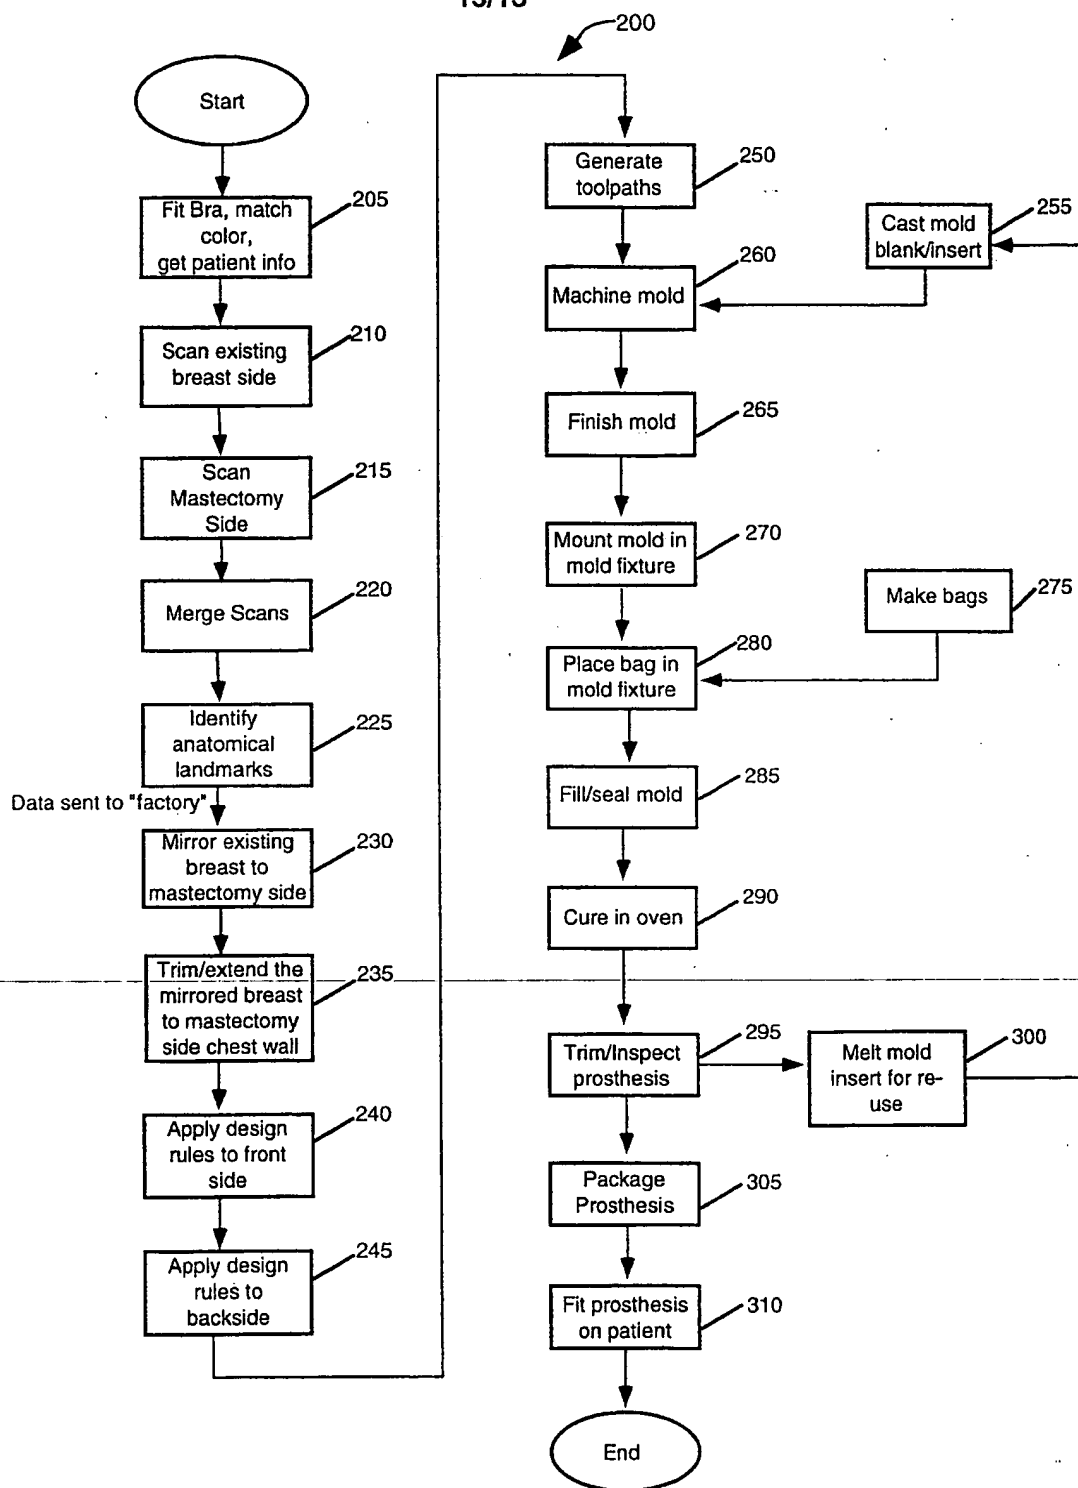 200
Start
Fit Bra, match
color,
get patient info
205
Scan existing
breast side
210
Scan
Mastectomy
Side
215
Merge Scans
220
Identify
anatomical
landmarks
225
Data sent to "factory"
Mirror existing
breast to
mastectomy side
230
Trim/extend the
mirrored breast
to mastectomy
side chest wall
235
Apply design
rules to front
side
240
Apply design
rules to
backside
245
Generate
toolpaths
250
Cast mold
blank/insert
255
Machine mold
260
Finish mold
265
Mount mold in
mold fixture
270
Make bags
275
Place bag in
mold fixture
280
Fill/seal mold
285
Cure in oven
290
Trim/Inspect
prosthesis
295
Melt mold
insert for re-
use
300
Package
Prosthesis
305
Fit prosthesis
on patient
310
End